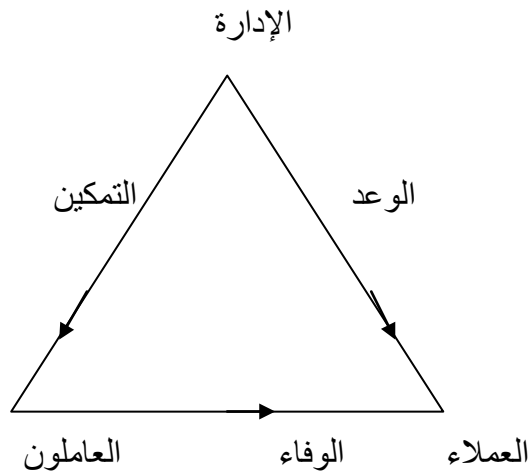 الإدارة
الوعد
التمكين
العملاء
الوفاء
العاملون